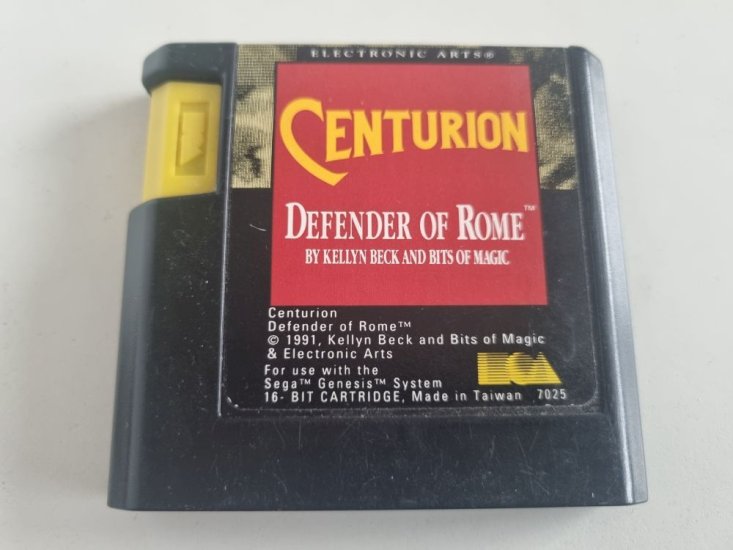 ELECTRONIC ARTS®
CENTURION
DEFENDER OF ROME™
BY KELLYN BECK AND BITS OF MAGIC
Centurion
Defender of Rome™
© 1991, Kellyn Beck and Bits of Magic
& Electronic Arts
For use with the
Sega™ Genesis™ System
16- BIT CARTRIDGE, Made in Taiwan 7025
EA